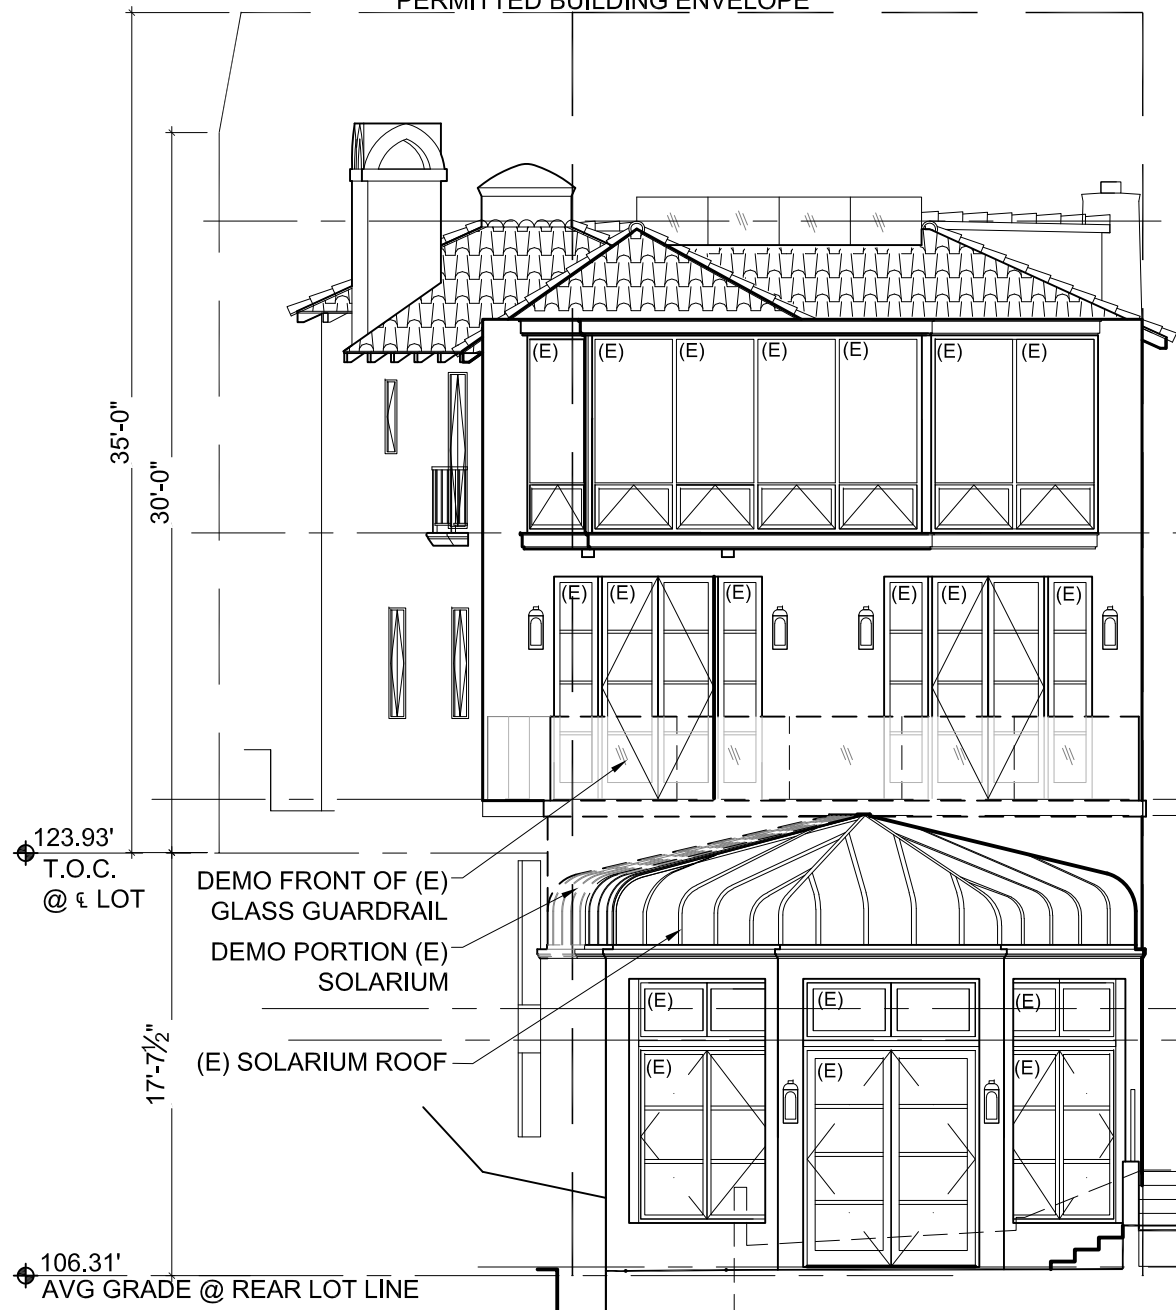 PERMITTED BUILDING ENVELOPE
(E) (E) (E) (E) (E) (E) (E)
35'-0"
30'-0"
(E) (E) (E) (E) (E) (E)
123.93'
T.O.C.
@ ℄ LOT
DEMO FRONT OF (E)
GLASS GUARDRAIL
DEMO PORTION (E)
SOLARIUM
(E) (E) (E)
17'-7½"
(E) SOLARIUM ROOF
(E) (E) (E)
106.31'
AVG GRADE @ REAR LOT LINE